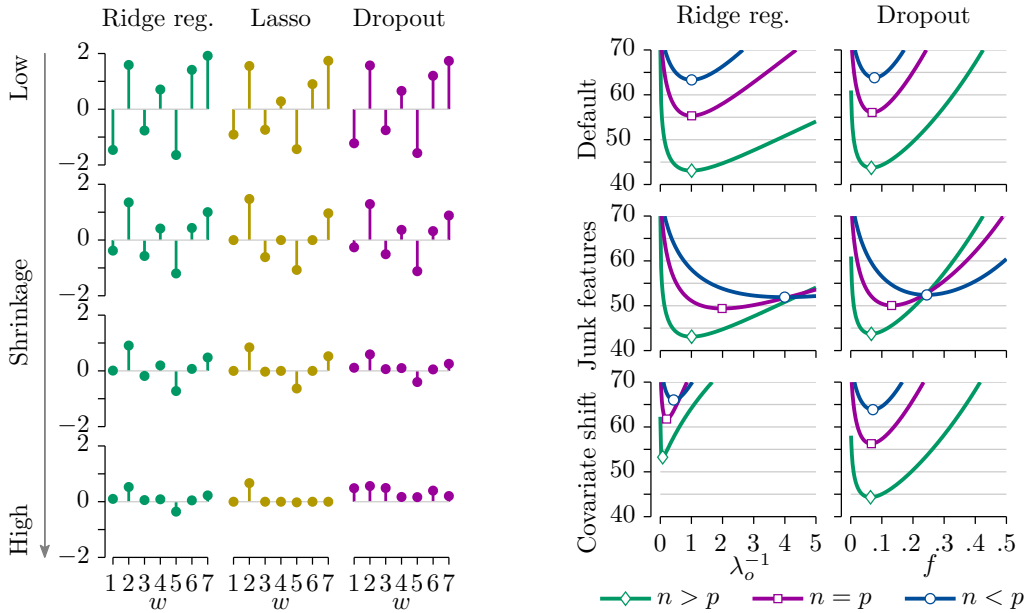 Ridge reg. Lasso Dropout
Low
2
0
−2
2
0
−2
Shrinkage
2
0
−2
2
0
−2
High
1 2 3 4 5 6 7 1 2 3 4 5 6 7 1 2 3 4 5 6 7
w w w
Ridge reg. Dropout
Default
70
60
50
40
Junk features
70
60
50
40
Covariate shift
70
60
50
40
0 1 2 3 4 5 0 .1 .2 .3 .4 .5
λₒ⁻¹ f
n > p n = p n < p